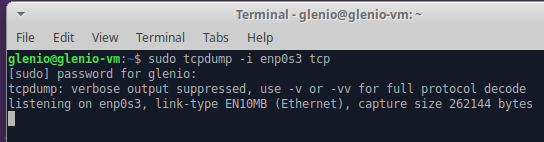 Terminal - glenio@glenio-vm: ~
File Edit View Terminal Tabs Help
glenio@glenio-vm:~$ sudo tcpdump -i enp0s3 tcp
[sudo] password for glenio:
tcpdump: verbose output suppressed, use -v or -vv for full protocol decode
listening on enp0s3, link-type EN10MB (Ethernet), capture size 262144 bytes